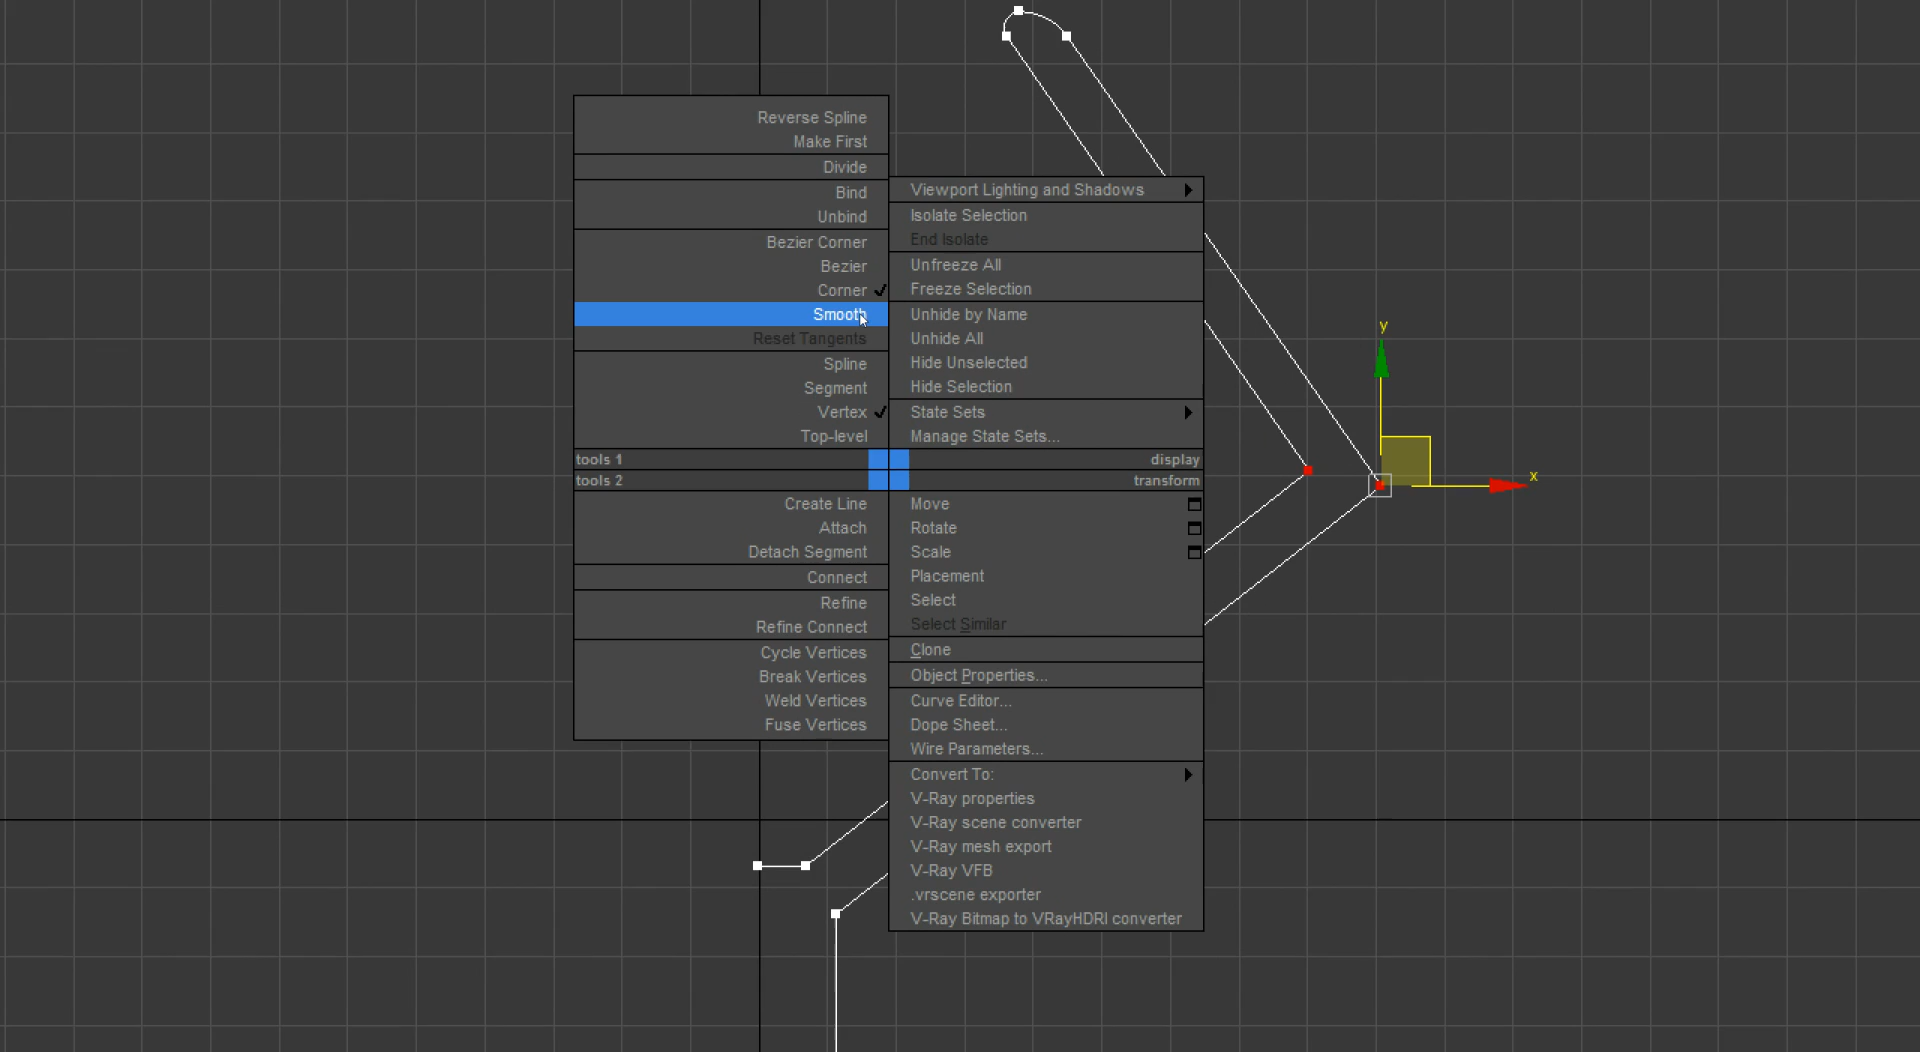 Reverse Spline
Make First
Divide
Bind
Unbind
Bezier Corner
Bezier
Corner
Smooth
Reset Tangents
Spline
Segment
Vertex
Top-level
tools 1
tools 2
Create Line
Attach
Detach Segment
Connect
Refine
Refine Connect
Cycle Vertices
Break Vertices
Weld Vertices
Fuse Vertices
Viewport Lighting and Shadows
Isolate Selection
End Isolate
Unfreeze All
Freeze Selection
Unhide by Name
Unhide All
Hide Unselected
Hide Selection
State Sets
Manage State Sets...
display
transform
Move
Rotate
Scale
Placement
Select
Select Similar
Clone
Object Properties...
Curve Editor...
Dope Sheet...
Wire Parameters...
Convert To:
V-Ray properties
V-Ray scene converter
V-Ray mesh export
V-Ray VFB
.vrscene exporter
V-Ray Bitmap to VRayHDRI converter
y
x